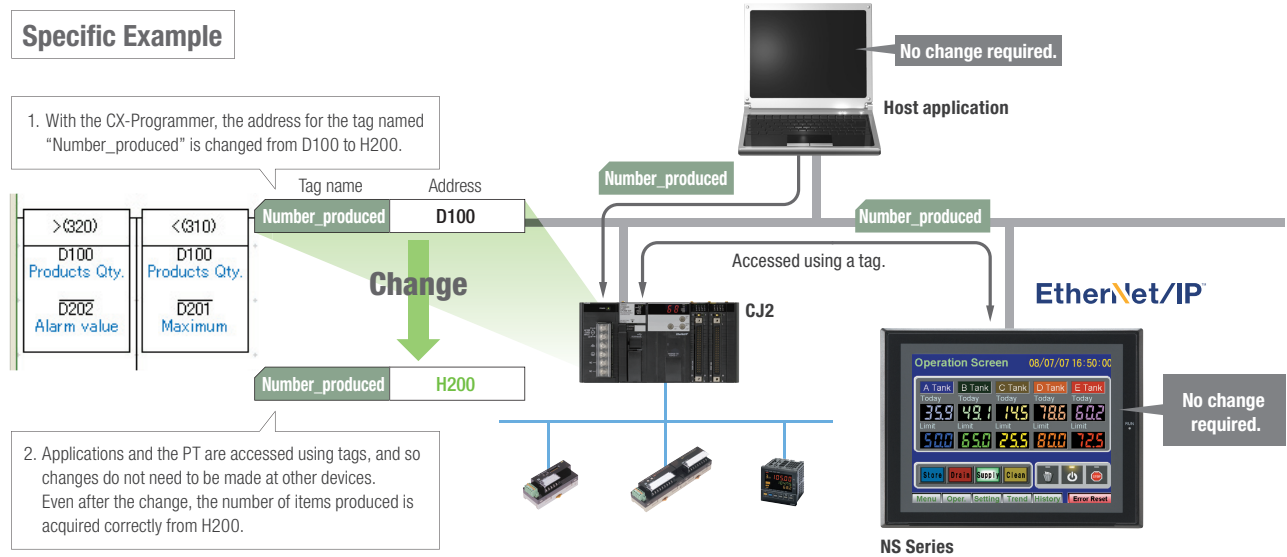 Specific Example
No change required.
Host application
1. With the CX-Programmer, the address for the tag named
“Number_produced” is changed from D100 to H200.
Tag name
Address
Number_produced
D100
Number_produced
Number_produced
>(320)
D100
Products Qty.
D202
Alarm value
<(310)
D100
Products Qty.
D201
Maximum
Change
Accessed using a tag.
CJ2
EtherNet/IP™
Number_produced
H200
2. Applications and the PT are accessed using tags, and so
changes do not need to be made at other devices.
Even after the change, the number of items produced is
acquired correctly from H200.
Operation Screen 08/07/07 16:50:00
A Tank B Tank C Tank D Tank E Tank
Today Today Today Today Today
35.9 49.1 14.5 78.6 60.2
Limit Limit Limit Limit Limit
50.0 65.0 25.5 80.0 72.5
Store Drain Supply Clean
Menu Oper. Setting Trend History Error Reset
RUN
No change
required.
NS Series